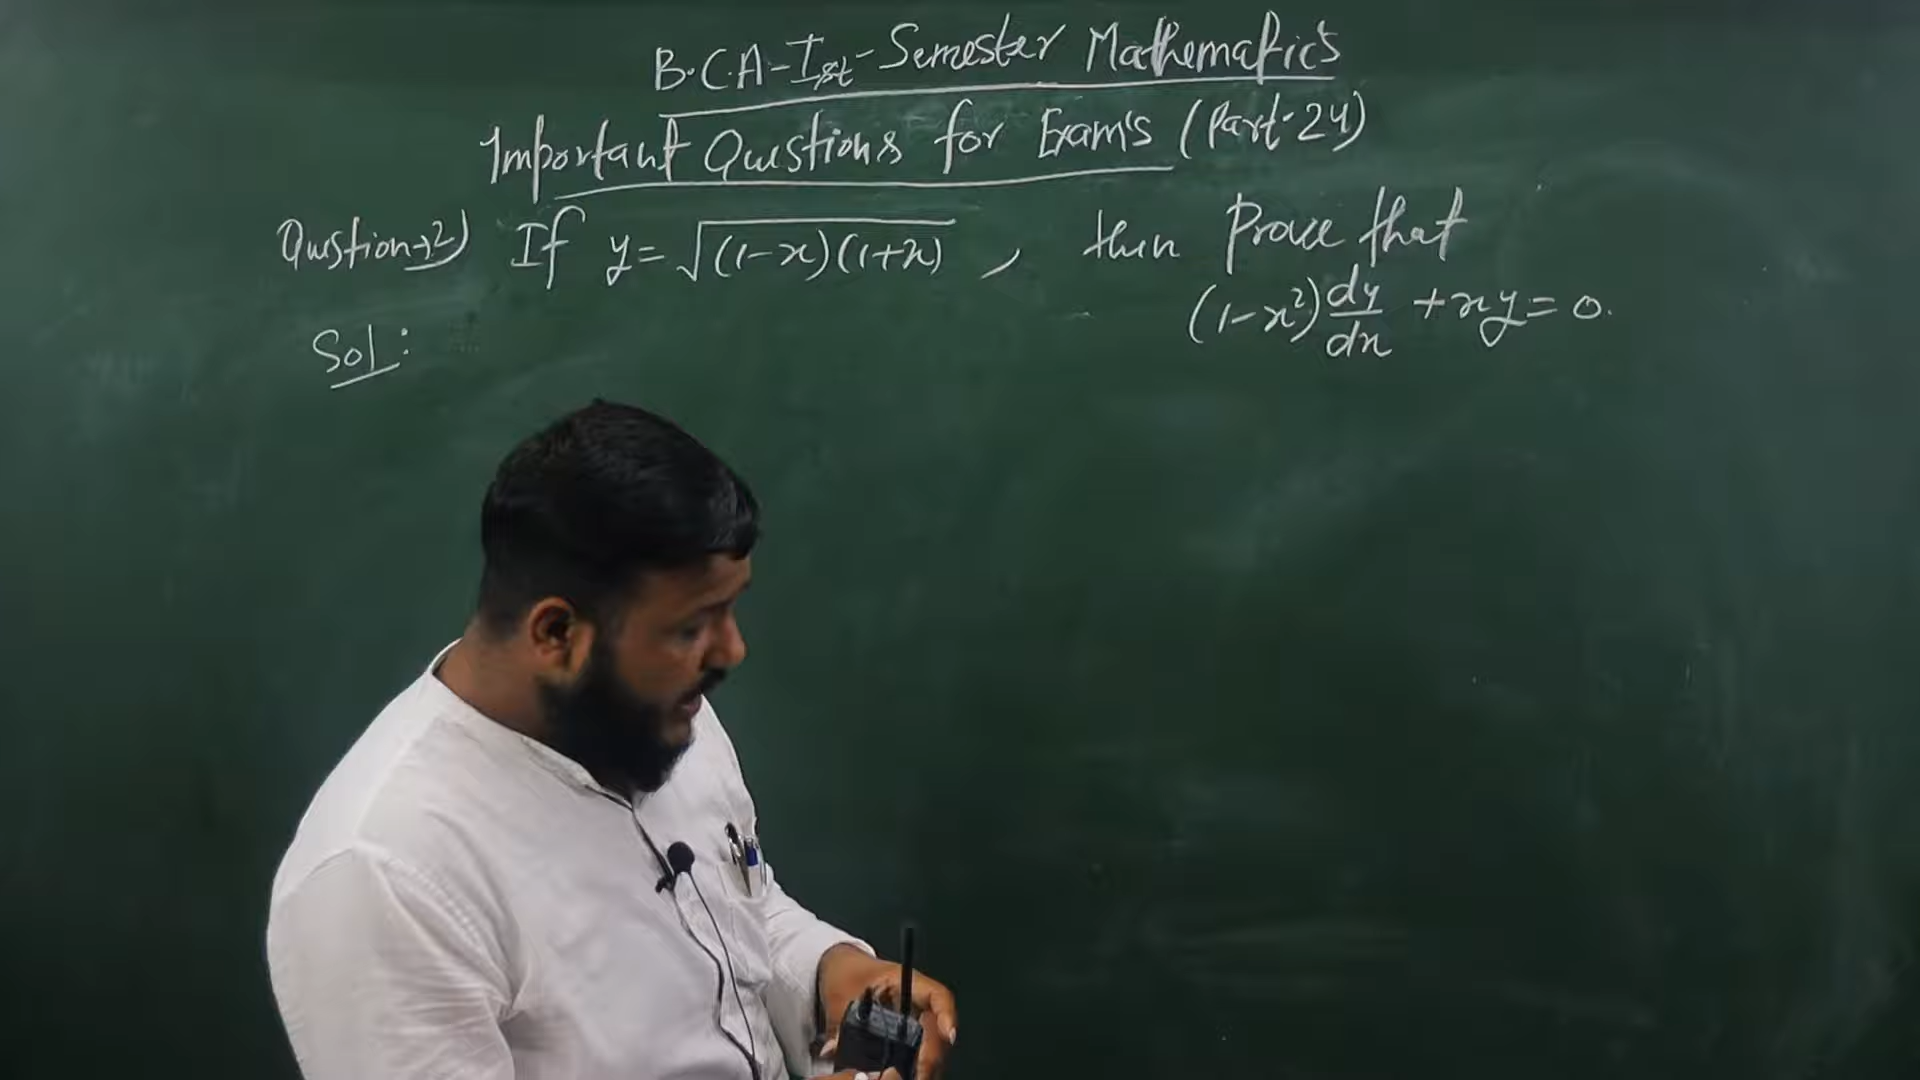 B.C.A-Ist-Semester Mathematics
Important Questions for Exam's (Part-24)
Question→2) If y=√(1-x)(1+x) , then Prove that
(1-x²)dy/dx +xy=0.
Sol: